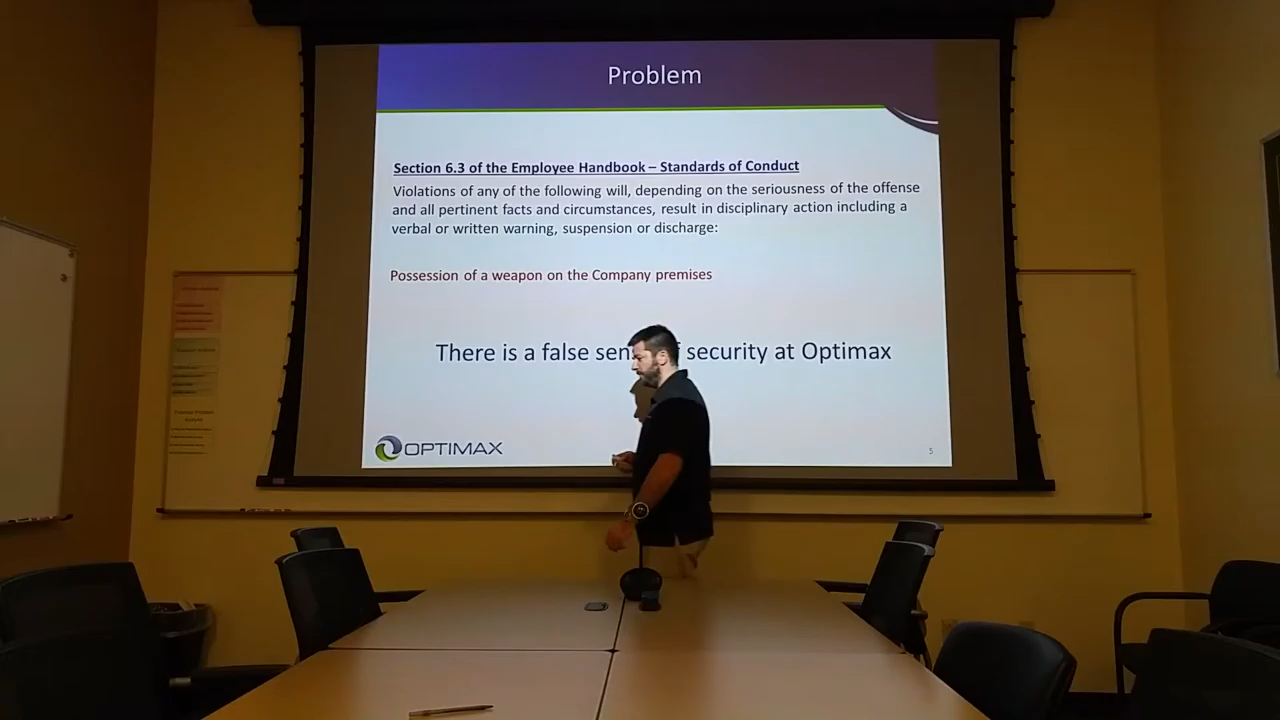 Problem
Section 6.3 of the Employee Handbook – Standards of Conduct
Violations of any of the following will, depending on the seriousness of the offense
and all pertinent facts and circumstances, result in disciplinary action including a
verbal or written warning, suspension or discharge:
Possession of a weapon on the Company premises
There is a false sen f security at Optimax
OPTIMAX
5